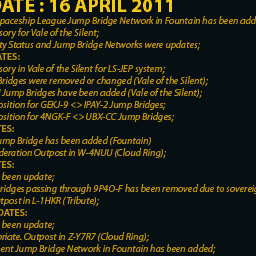 DATE : 16 APRIL 2011
paceship League Jump Bridge Network in Fountain has been add
sory for Vale of the Silent;
ty Status and Jump Bridge Networks were updates;
ATES:
sory in Vale of the Silent for LS-JEP system;
Bridges were removed or changed (Vale of the Silent);
Jump Bridges have been added (Vale of the Silent);
osition for GEKJ-9 <> IPAY-2 Jump Bridges;
osition for 4NGK-F <> UBX-CC Jump Bridges;
TES:
ump Bridge has been added (Fountain)
deration Outpost in W-4NUU (Cloud Ring);
TES:
been update;
ridges passing through 9P4O-F has been removed due to soverei
tpost in L-1HKR (Tribute);
DATES:
been update;
oriate. Outpost in Z-Y7R7 (Cloud Ring);
ent Jump Bridge Network in Fountain has been added;